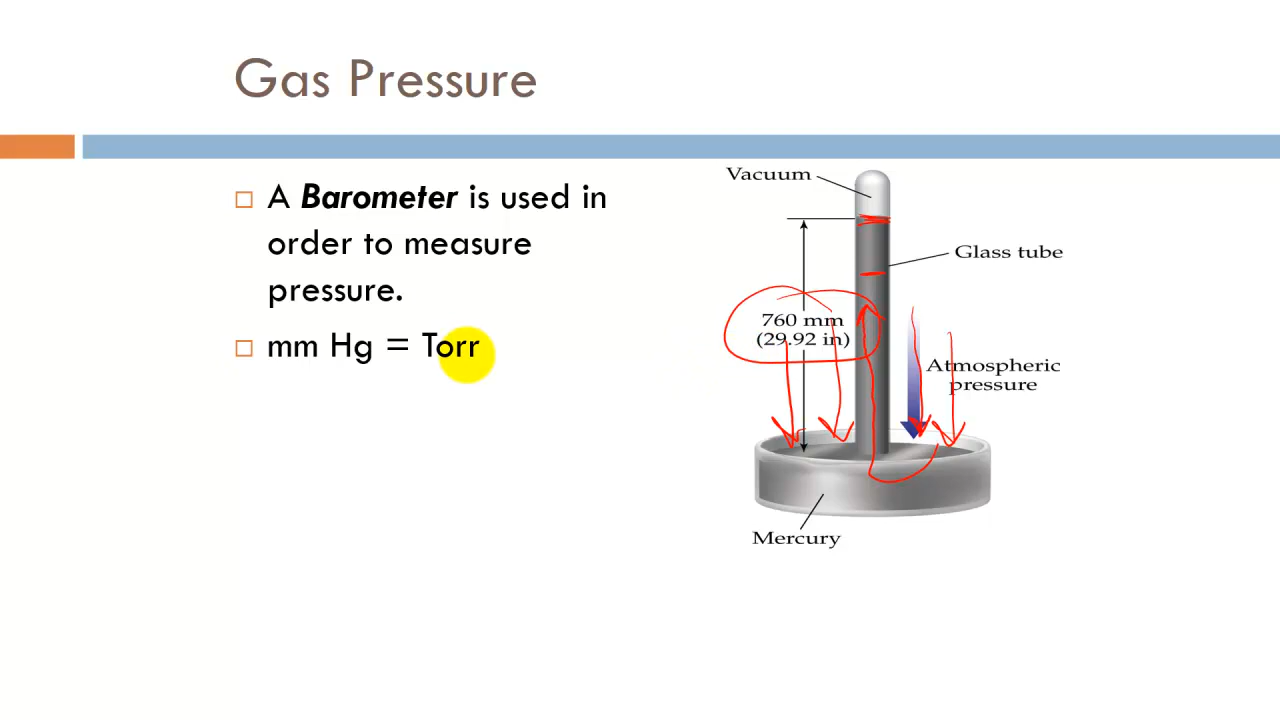 Gas Pressure
A Barometer is used in
order to measure
pressure.
mm Hg = Torr
Vacuum
Glass tube
760 mm
(29.92 in)
Atmospheric
pressure
Mercury